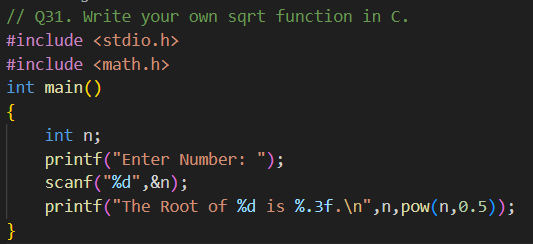 // Q31. Write your own sqrt function in C.
#include <stdio.h>
#include <math.h>
int main()
{
    int n;
    printf("Enter Number: ");
    scanf("%d",&n);
    printf("The Root of %d is %.3f.\n",n,pow(n,0.5));
}